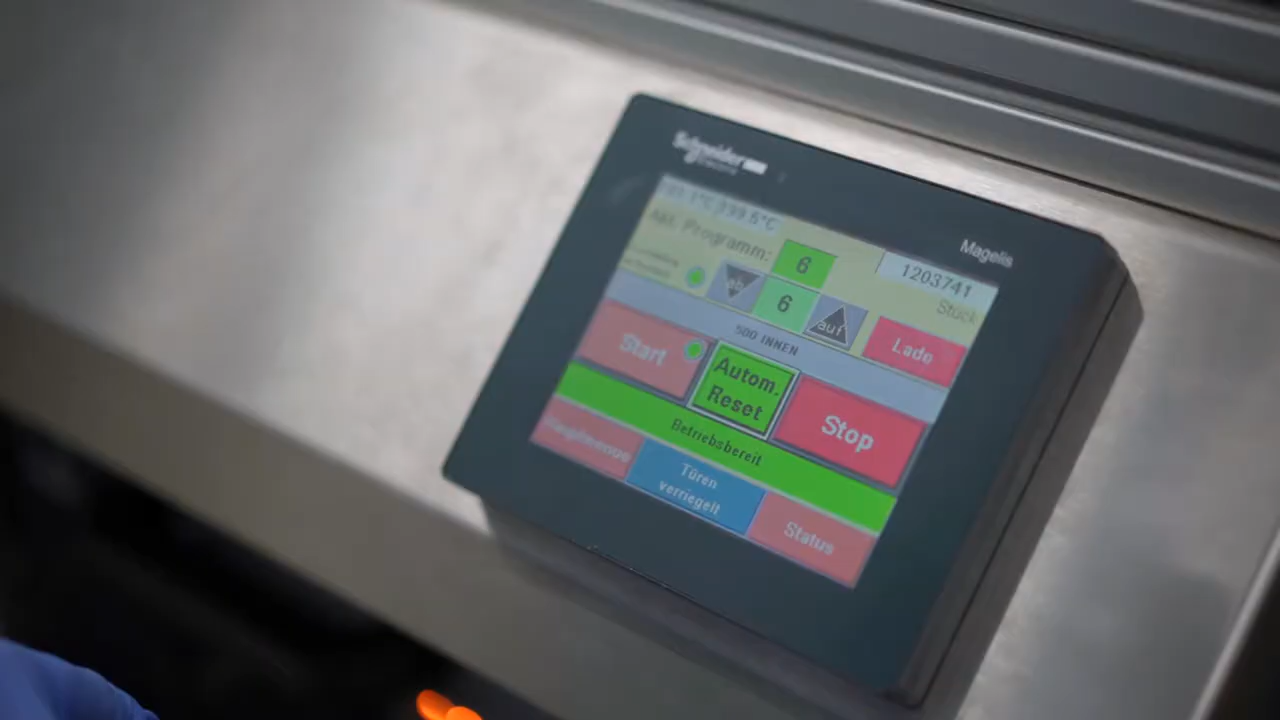 Schneider
Electric
Magelis
Akt. Programm:
6
1203741
Stück
ab
6
auf
Lade
500 INNEN
Start
Autom.
Reset
Stop
Betriebsbereit
Türen
verriegelt
Status